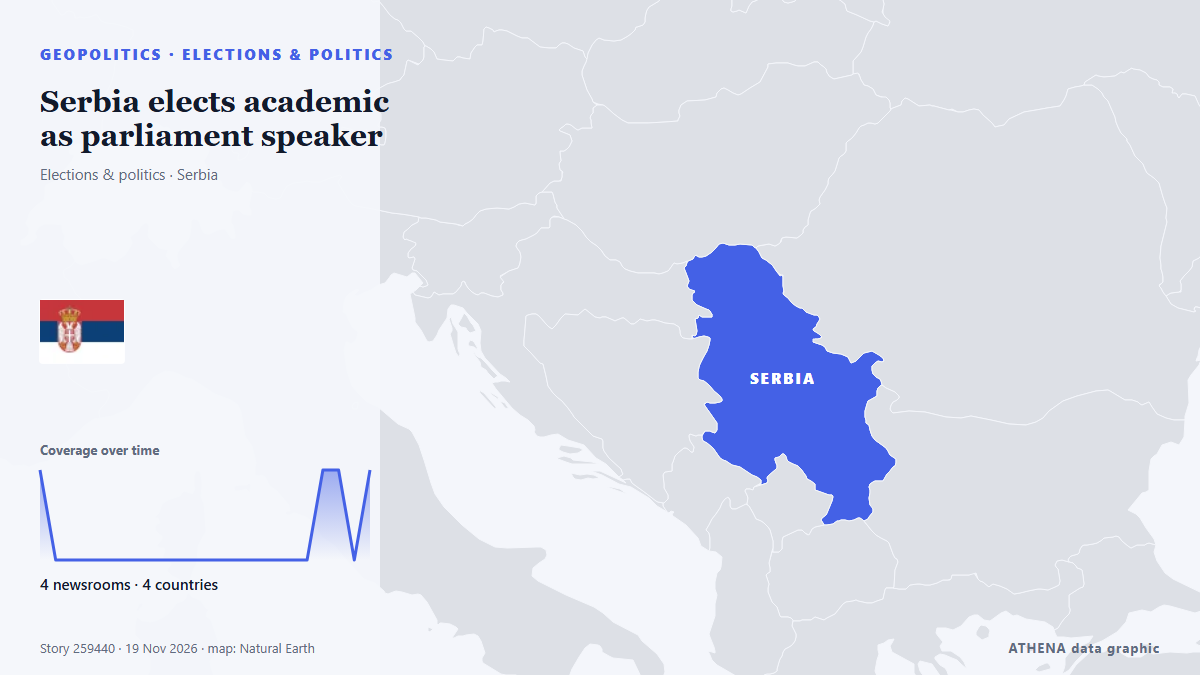 GEOPOLITICS · ELECTIONS & POLITICS
Serbia elects academic
as parliament speaker
Elections & politics · Serbia
SERBIA
Coverage over time
4 newsrooms · 4 countries
Story 259440 · 19 Nov 2026 · map: Natural Earth
ATHENA data graphic